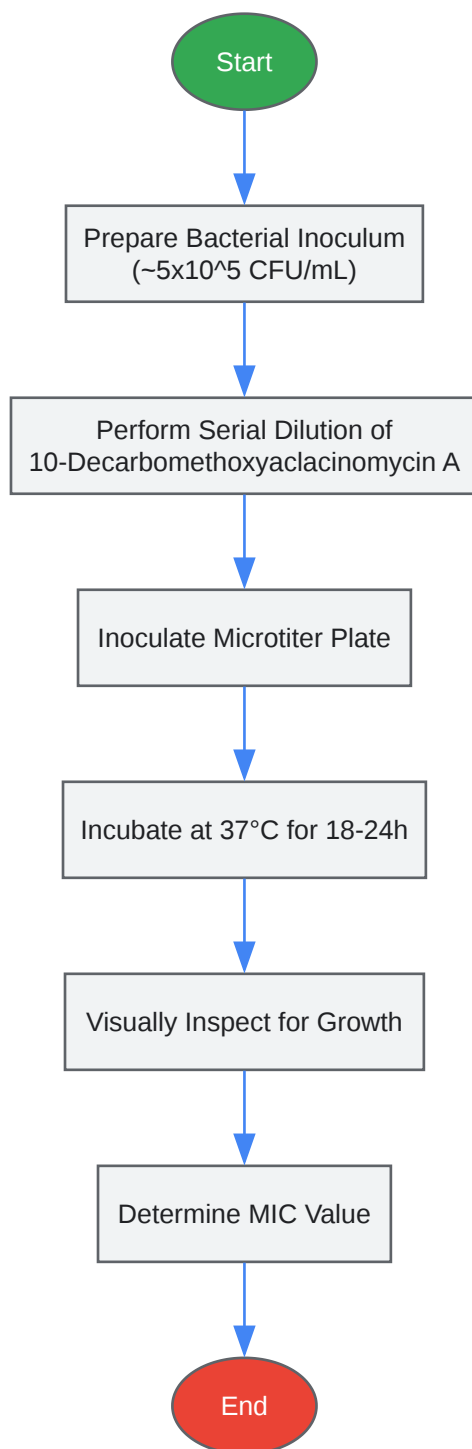 Start
Prepare Bacterial Inoculum
(~5x10^5 CFU/mL)
Perform Serial Dilution of
10-Decarbomethoxyaclacinomycin A
Inoculate Microtiter Plate
Incubate at 37°C for 18-24h
Visually Inspect for Growth
Determine MIC Value
End